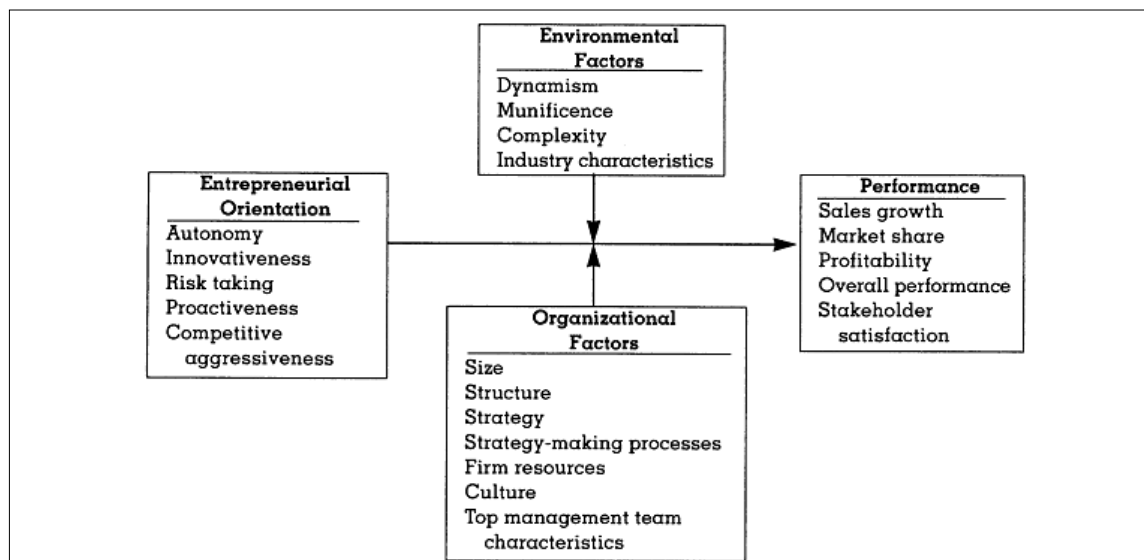 Environmental
Factors
Dynamism
Munificence
Complexity
Industry characteristics
Entrepreneurial
Orientation
Autonomy
Innovativeness
Risk taking
Proactiveness
Competitive
aggressiveness
Performance
Sales growth
Market share
Profitability
Overall performance
Stakeholder
satisfaction
Organizational
Factors
Size
Structure
Strategy
Strategy-making processes
Firm resources
Culture
Top management team
characteristics